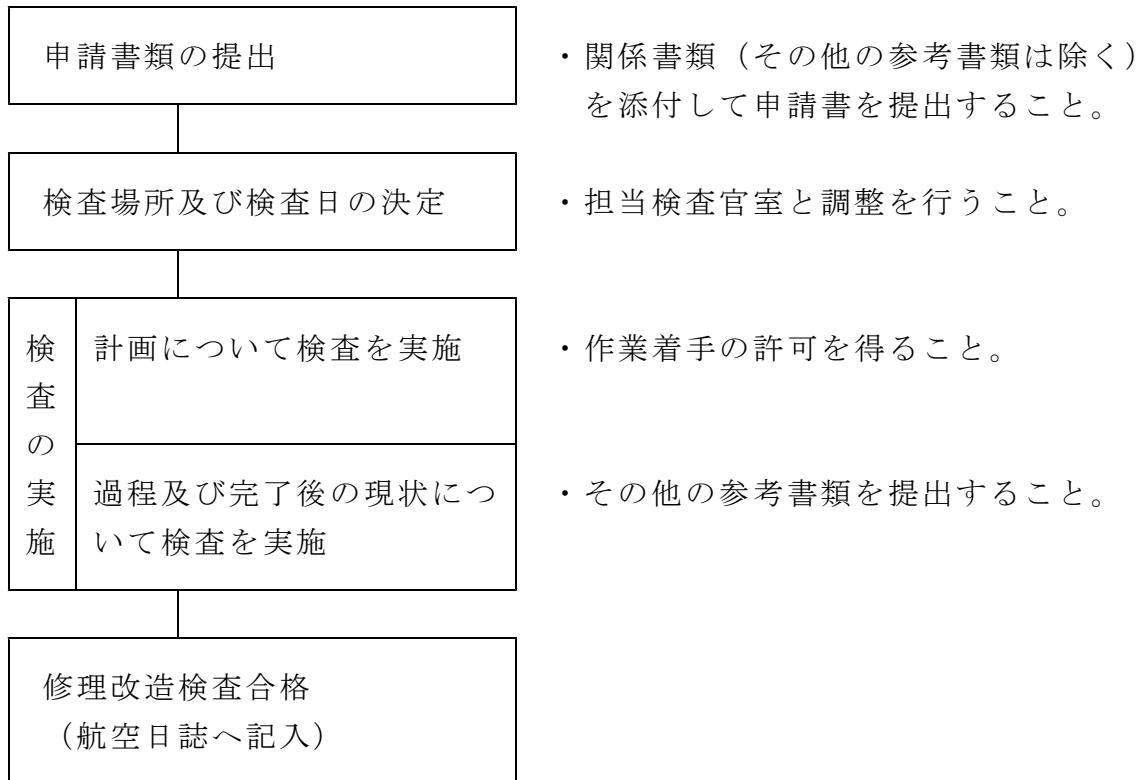 申請書類の提出
・関係書類（その他の参考書類は除く）
を添付して申請書を提出すること。
検査場所及び検査日の決定
・担当検査官室と調整を行うこと。
検査の実施
計画について検査を実施
・作業着手の許可を得ること。
過程及び完了後の現状につ
いて検査を実施
・その他の参考書類を提出すること。
修理改造検査合格
（航空日誌へ記入）